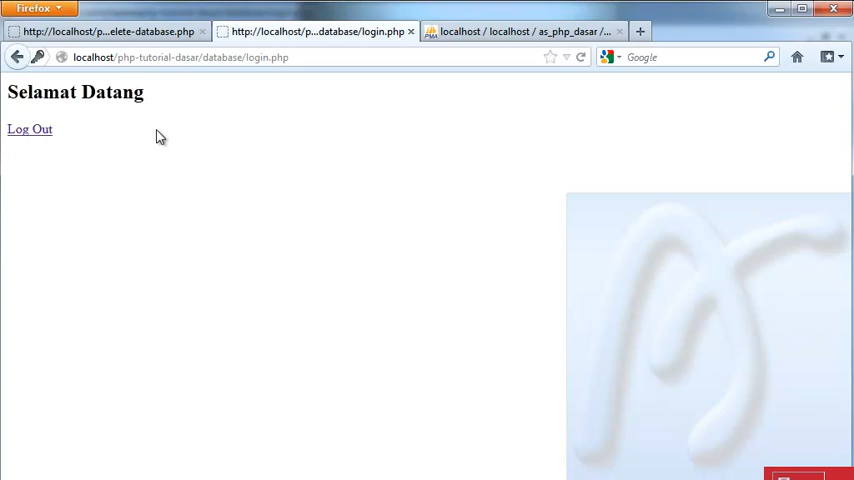 Firefox
http://localhost/p...elete-database.php
http://localhost/p...database/login.php
localhost / localhost / as_php_dasar /...
localhost/php-tutorial-dasar/database/login.php
Google
Selamat Datang
Log Out